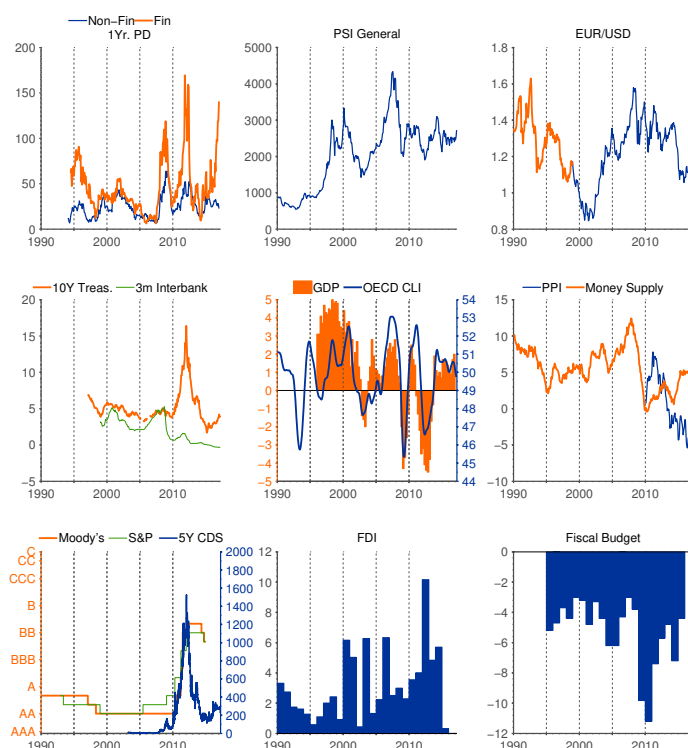 Non-Fin Fin
1Yr. PD
200
150
100
50
0
1990 2000 2010
PSI General
5000
4000
3000
2000
1000
0
1990 2000 2010
EUR/USD
1.8
1.6
1.4
1.2
1
0.8
1990 2000 2010
10Y Treas. 3m Interbank
20
15
10
5
0
−5
1990 2000 2010
GDP OECD CLI
5 54
4 53
3 52
2 51
1 50
0
−1 49
−2 48
−3 47
−4 46
−5 45
44
1990 2000 2010
PPI Money Supply
15
10
5
0
−5
−10
1990 2000 2010
Moody's S&P 5Y CDS
C 2000
CC 1800
CCC 1600
B 1400
BB 1200
BBB 1000
A 800
AA 600
AAA 400
200
0
1990 2000 2010
FDI
12
10
8
6
4
2
0
1990 2000 2010
Fiscal Budget
0
−2
−4
−6
−8
−10
−12
1990 2000 2010